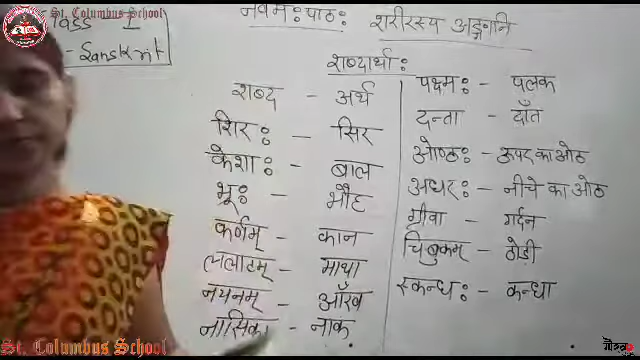 St. Columbus School
Class 1
- Sanskrit
नवमः पाठः शरीरस्य अङ्गानि
शब्दार्थाः
शब्द - अर्थ
शिरः - सिर
केशाः - बाल
भ्रूः - भौंह
कर्णम् - कान
ललाटम् - माथा
नयनम् - आँख
नासिका - नाक
पक्ष्मः - पलक
दन्ता - दाँत
ओष्ठः - ऊपर का ओठ
अधरः - नीचे का ओठ
ग्रीवा - गर्दन
चिबुकम् - ठोड़ी
स्कन्धः - कन्धा
St. Columbus School